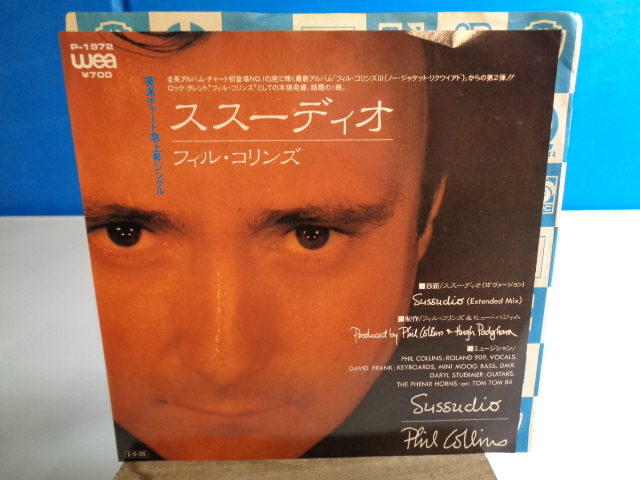 P-1972
wea
¥700
全英アルバム・チャート初登場NO.1の座に輝く最新アルバム「フィル・コリンズIII(ノー・ジャケット・リクワイアド)」からの第2弾!!
ロック・タレント"フィル・コリンズ"としての本領発揮、話題の1曲。
英米チャート急上昇シングル
ススーディオ
フィル・コリンズ
■B面/ススーディオ(12"ヴァージョン)
Sussudio (Extended Mix)
■制作/フィル・コリンズ&ヒュー・パジャム
Produced by Phil Collins & Hugh Padgham
■ミュージシャン/
PHIL COLLINS: ROLAND 909, VOCALS.
DAVID FRANK: KEYBOARDS, MINI MOOG BASS, DMX.
DARYL STUERMER: GUITARS.
THE PHENIX HORNS: arr. TOM TOM 84
Sussudio
Phil Collins